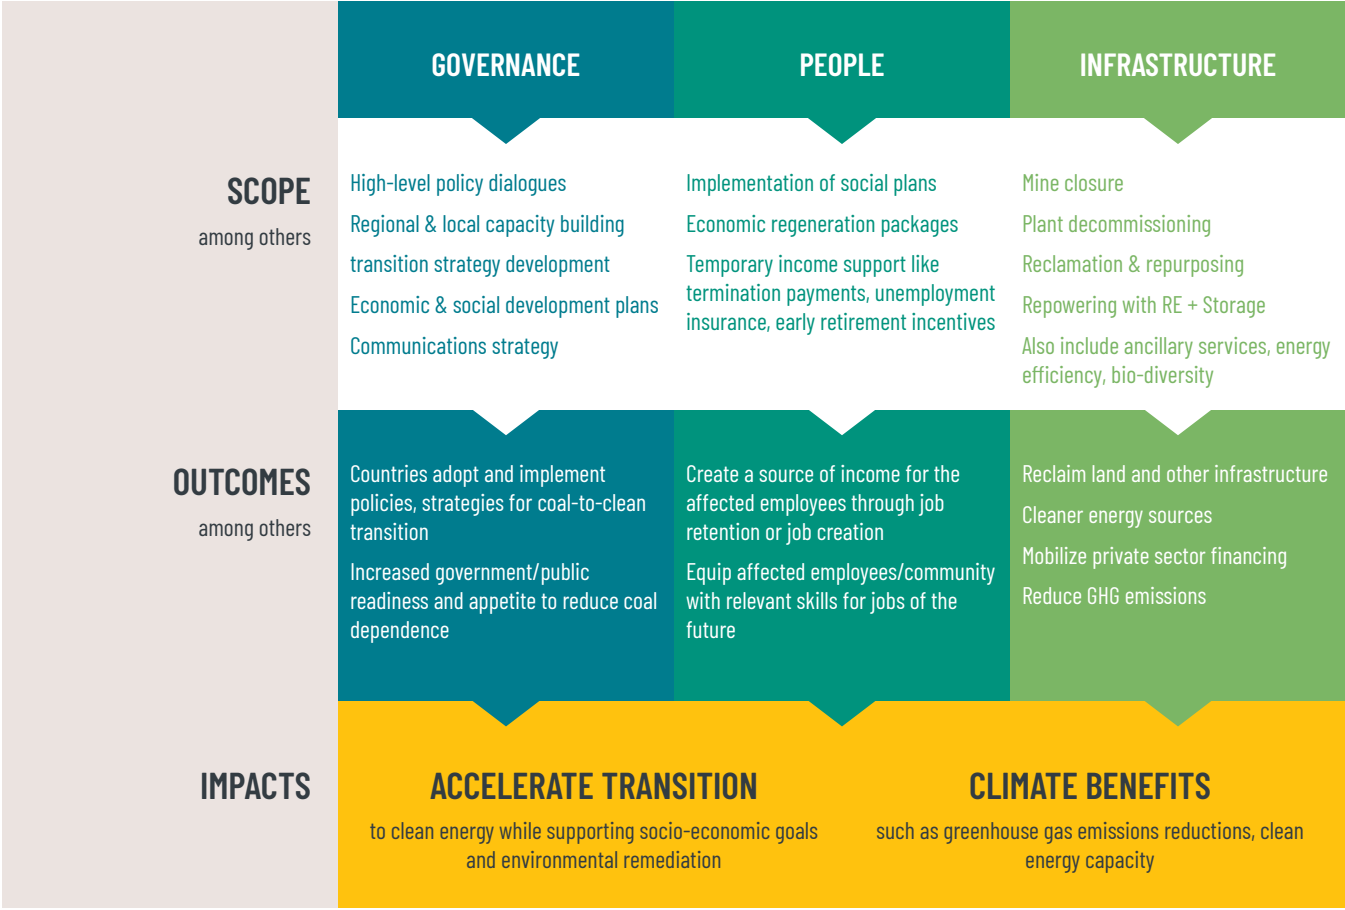 GOVERNANCE
PEOPLE
INFRASTRUCTURE
SCOPE
among others
High-level policy dialogues
Regional & local capacity building
transition strategy development
Economic & social development plans
Communications strategy
Implementation of social plans
Economic regeneration packages
Temporary income support like
termination payments, unemployment
insurance, early retirement incentives
Mine closure
Plant decommissioning
Reclamation & repurposing
Repowering with RE + Storage
Also include ancillary services, energy
efficiency, bio-diversity
OUTCOMES
among others
Countries adopt and implement
policies, strategies for coal-to-clean
transition
Increased government/public
readiness and appetite to reduce coal
dependence
Create a source of income for the
affected employees through job
retention or job creation
Equip affected employees/community
with relevant skills for jobs of the
future
Reclaim land and other infrastructure
Cleaner energy sources
Mobilize private sector financing
Reduce GHG emissions
IMPACTS
ACCELERATE TRANSITION
to clean energy while supporting socio-economic goals
and environmental remediation
CLIMATE BENEFITS
such as greenhouse gas emissions reductions, clean
energy capacity